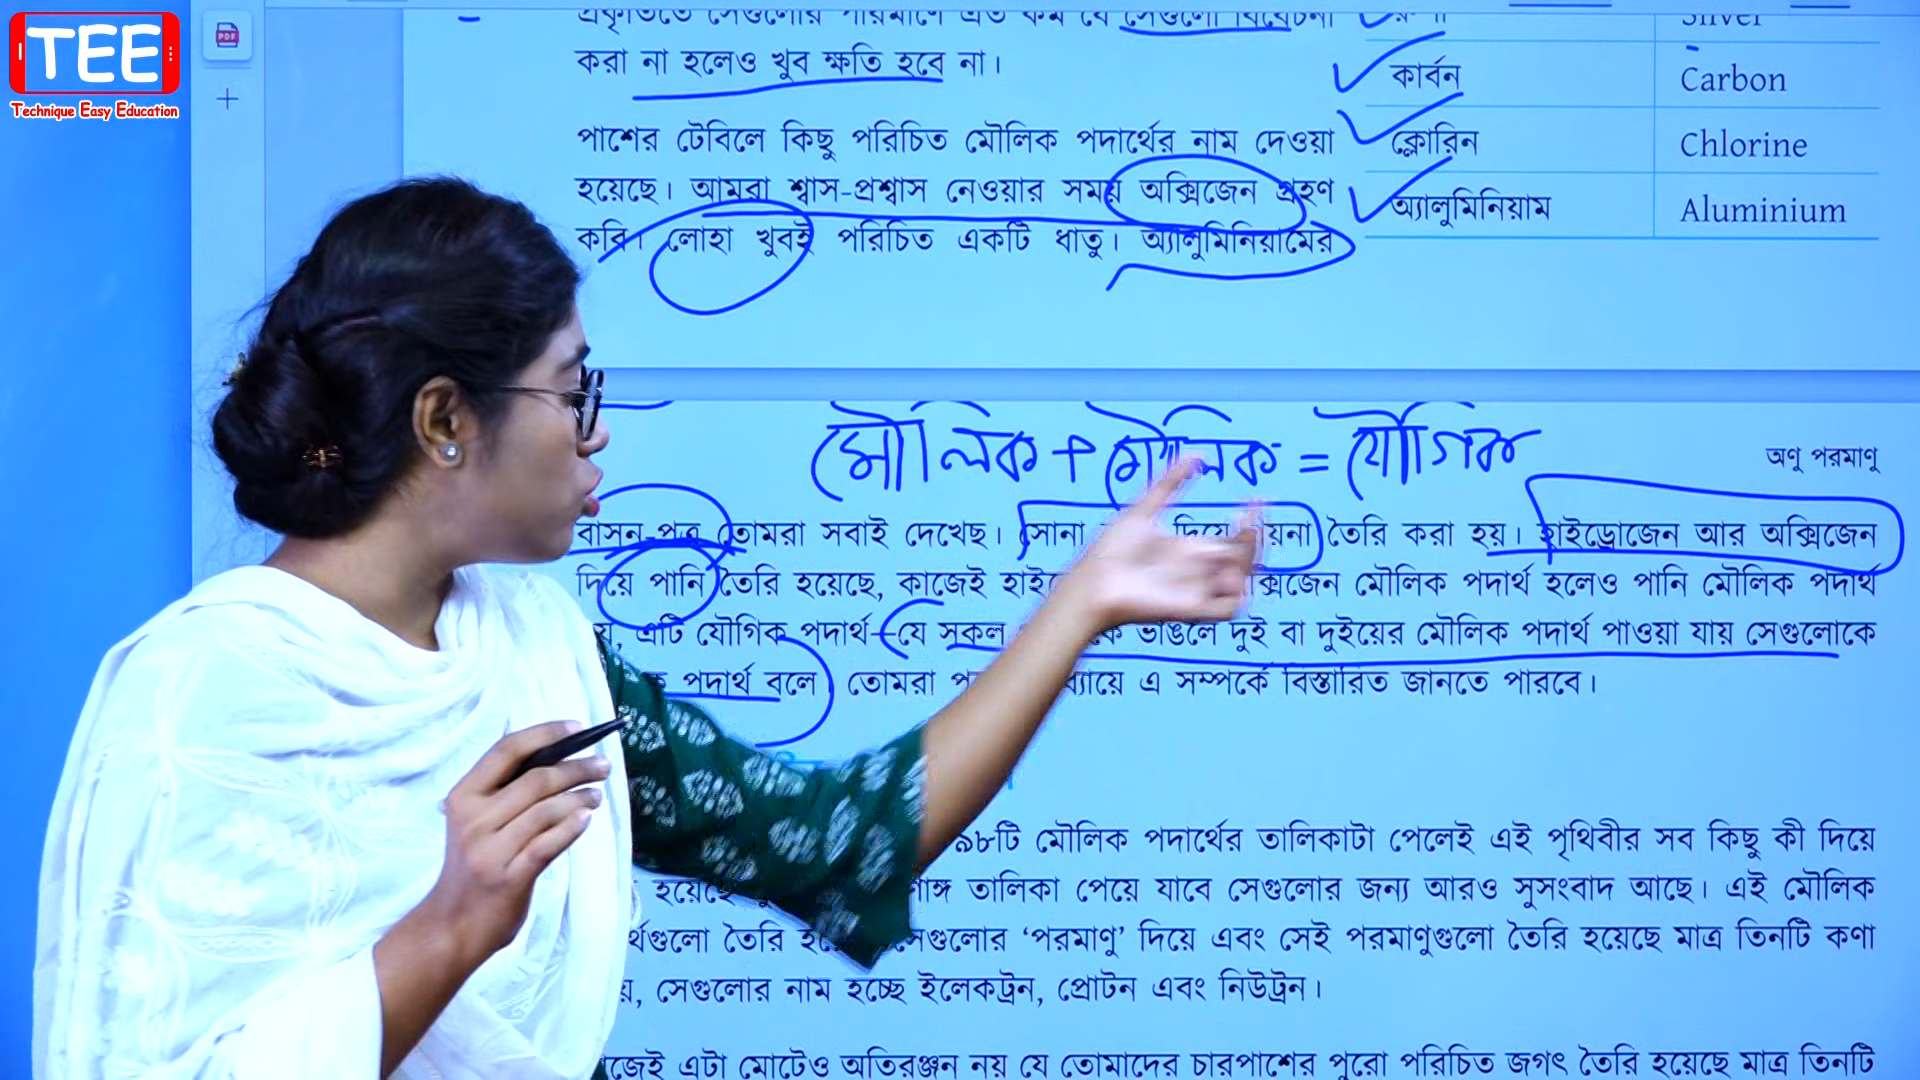 TEE
Technique Easy Education
PDF
করা না হলেও খুব ক্ষতি হবে না।
পাশের টেবিলে কিছু পরিচিত মৌলিক পদার্থের নাম দেওয়া
হয়েছে। আমরা শ্বাস-প্রশ্বাস নেওয়ার সময় অক্সিজেন গ্রহণ
করি। লোহা খুবই পরিচিত একটি ধাতু। অ্যালুমিনিয়ামের
Silver
কার্বন Carbon
ক্লোরিন Chlorine
অ্যালুমিনিয়াম Aluminium
মৌলিক + মৌলিক = যৌগিক
অণু পরমাণু
বাসন-পত্র তোমরা সবাই দেখেছ। সোনা দিয়ে গয়না তৈরি করা হয়। হাইড্রোজেন আর অক্সিজেন
দিয়ে পানি তৈরি হয়েছে, কাজেই অক্সিজেন মৌলিক পদার্থ হলেও পানি মৌলিক পদার্থ
এটি যৌগিক পদার্থ–যে সকল ভাঙলে দুই বা দুইয়ের মৌলিক পদার্থ পাওয়া যায় সেগুলোকে
পদার্থ বলে। তোমরা এ সম্পর্কে বিস্তারিত জানতে পারবে।
৯৮টি মৌলিক পদার্থের তালিকাটা পেলেই এই পৃথিবীর সব কিছু কী দিয়ে
হয়েছে তালিকা পেয়ে যাবে সেগুলোর জন্য আরও সুসংবাদ আছে। এই মৌলিক
তৈরি সেগুলোর ‘পরমাণু’ দিয়ে এবং সেই পরমাণুগুলো তৈরি হয়েছে মাত্র তিনটি কণা
সেগুলোর নাম হচ্ছে ইলেকট্রন, প্রোটন এবং নিউট্রন।
এটা মোটেও অতিরঞ্জন নয় যে তোমাদের চারপাশের পুরো পরিচিত জগৎ তৈরি হয়েছে মাত্র তিনটি